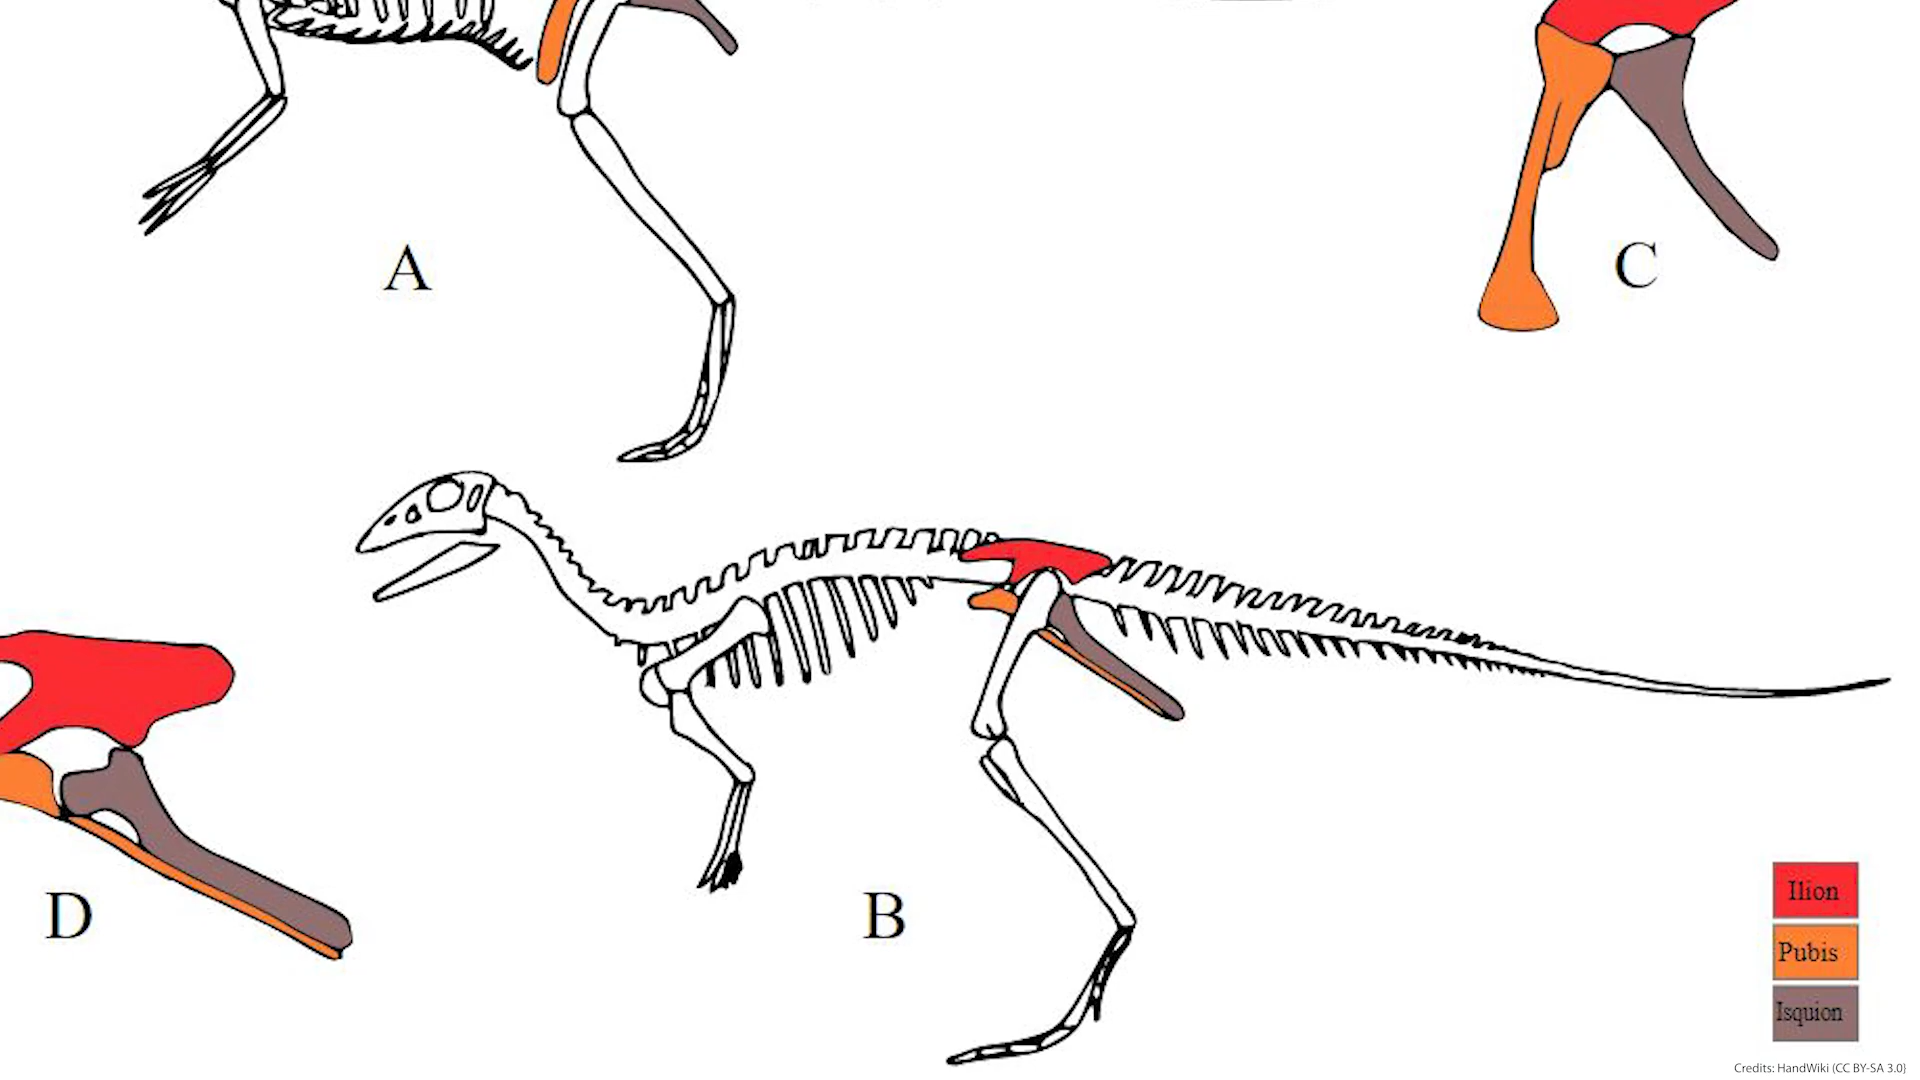 A
C
D
B
Ilion
Pubis
Isquion
Credits: HandWiki (CC BY-SA 3.0)